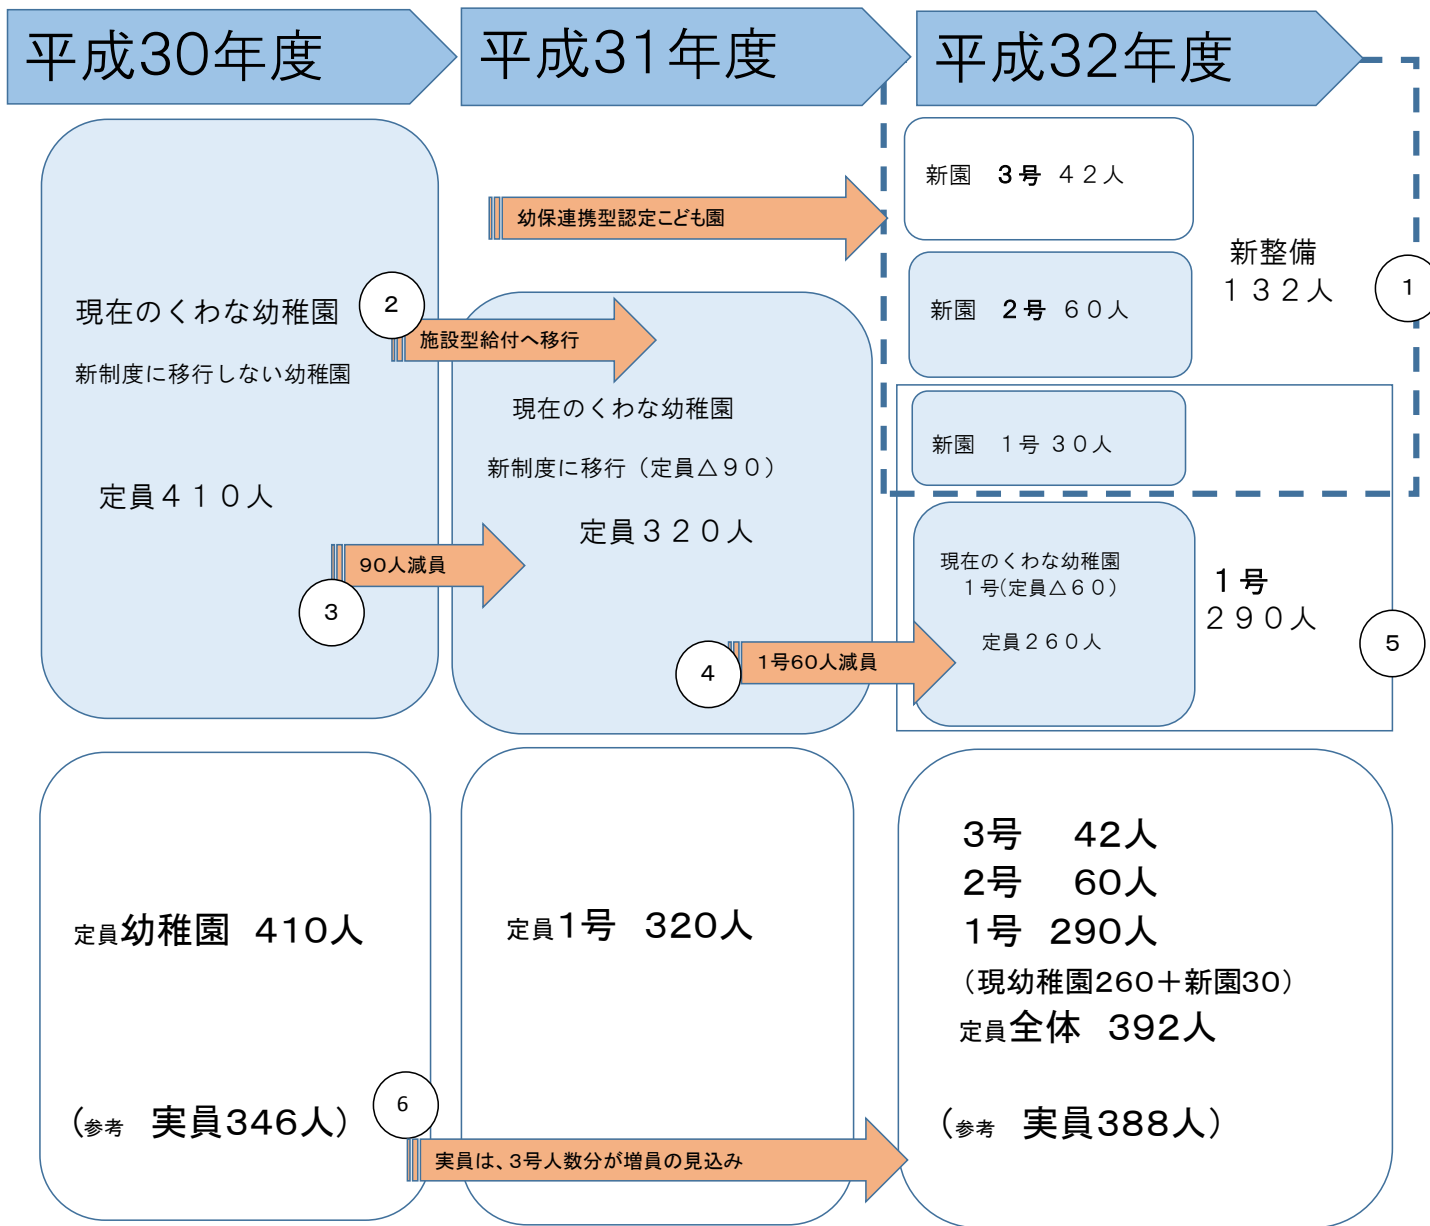 平成30年度
平成31年度
平成32年度
現在のくわな幼稚園
新制度に移行しない幼稚園
定員４１０人
2
施設型給付へ移行
3
90人減員
幼保連携型認定こども園
現在のくわな幼稚園
新制度に移行（定員△９０）
定員３２０人
4
1号60人減員
新園　3号 ４２人
新園　2号 ６０人
新園　１号 ３０人
新整備
１３２人
1
現在のくわな幼稚園
１号(定員△６０)
定員２６０人
１号
２９０人
5
定員幼稚園 410人
（参考　実員346人）
6
実員は、3号人数分が増員の見込み
定員1号 320人
3号　42人
2号　60人
1号 290人
（現幼稚園260＋新園30）
定員全体 392人
（参考　実員388人）